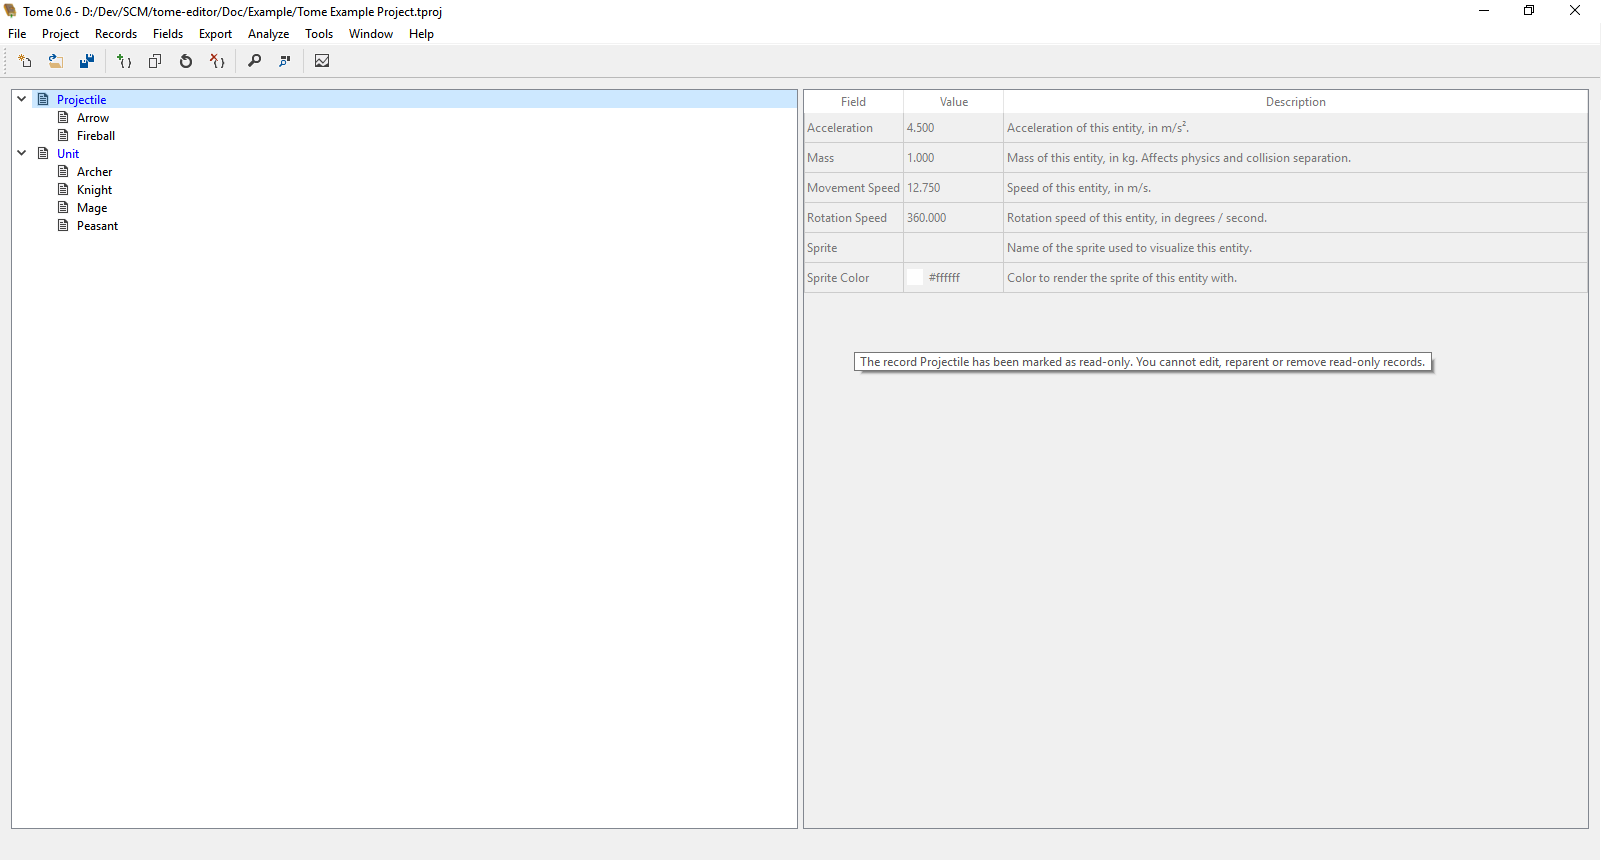 Tome 0.6 - D:/Dev/SCM/tome-editor/Doc/Example/Tome Example Project.tproj
File Project Records Fields Export Analyze Tools Window Help
Projectile
Arrow
Fireball
Unit
Archer
Knight
Mage
Peasant
Field Value Description
Acceleration 4.500 Acceleration of this entity, in m/s².
Mass 1.000 Mass of this entity, in kg. Affects physics and collision separation.
Movement Speed 12.750 Speed of this entity, in m/s.
Rotation Speed 360.000 Rotation speed of this entity, in degrees / second.
Sprite Name of the sprite used to visualize this entity.
Sprite Color #ffffff Color to render the sprite of this entity with.
The record Projectile has been marked as read-only. You cannot edit, reparent or remove read-only records.